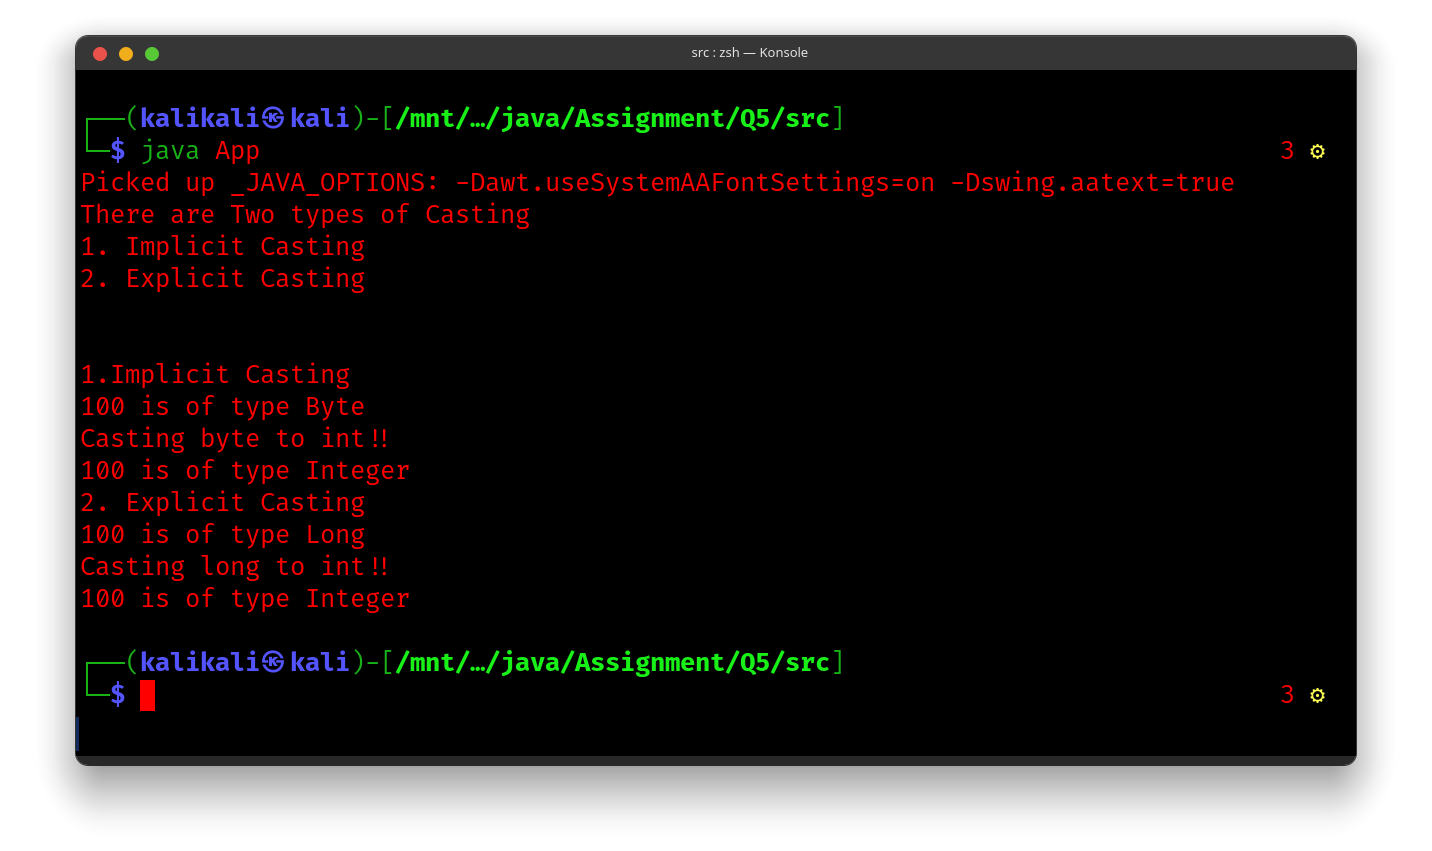 src : zsh — Konsole
┌──(kalikali㉿kali)-[/mnt/…/java/Assignment/Q5/src]
└─$ java App 3 ⚙
Picked up _JAVA_OPTIONS: -Dawt.useSystemAAFontSettings=on -Dswing.aatext=true
There are Two types of Casting
1. Implicit Casting
2. Explicit Casting
1.Implicit Casting
100 is of type Byte
Casting byte to int!!
100 is of type Integer
2. Explicit Casting
100 is of type Long
Casting long to int!!
100 is of type Integer
┌──(kalikali㉿kali)-[/mnt/…/java/Assignment/Q5/src]
└─$ 3 ⚙